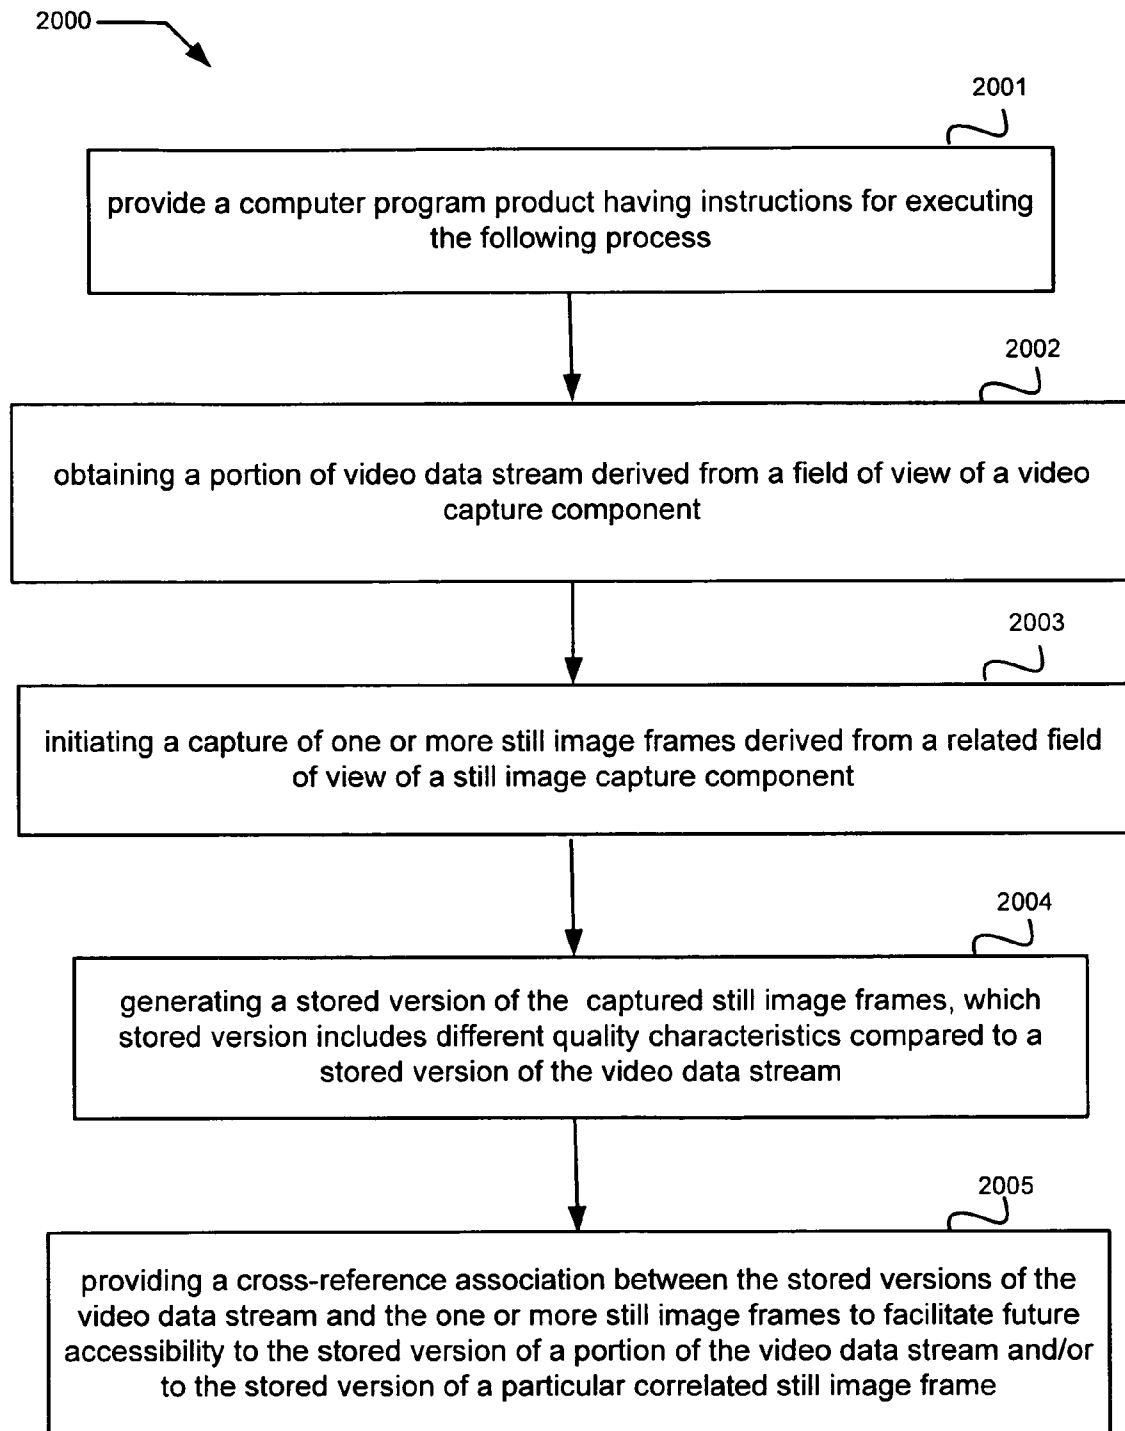 2000
2001
provide a computer program product having instructions for executing
the following process
2002
obtaining a portion of video data stream derived from a field of view of a video
capture component
2003
initiating a capture of one or more still image frames derived from a related field
of view of a still image capture component
2004
generating a stored version of the captured still image frames, which
stored version includes different quality characteristics compared to a
stored version of the video data stream
2005
providing a cross-reference association between the stored versions of the
video data stream and the one or more still image frames to facilitate future
accessibility to the stored version of a portion of the video data stream and/or
to the stored version of a particular correlated still image frame